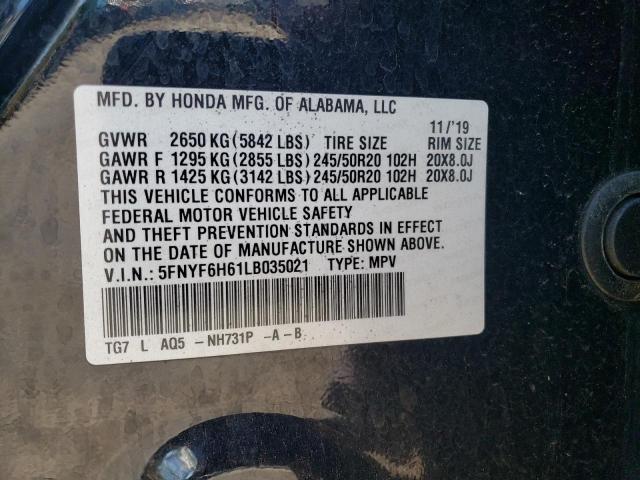 MFD. BY HONDA MFG. OF ALABAMA, LLC
11/'19
GVWR 2650 KG (5842 LBS) TIRE SIZE RIM SIZE
GAWR F 1295 KG (2855 LBS) 245/50R20 102H 20X8.0J
GAWR R 1425 KG (3142 LBS) 245/50R20 102H 20X8.0J
THIS VEHICLE CONFORMS TO ALL APPLICABLE
FEDERAL MOTOR VEHICLE SAFETY
AND THEFT PREVENTION STANDARDS IN EFFECT
ON THE DATE OF MANUFACTURE SHOWN ABOVE.
V.I.N.: 5FNYF6H61LB035021 TYPE: MPV
TG7 L AQ5 -NH731P -A-B